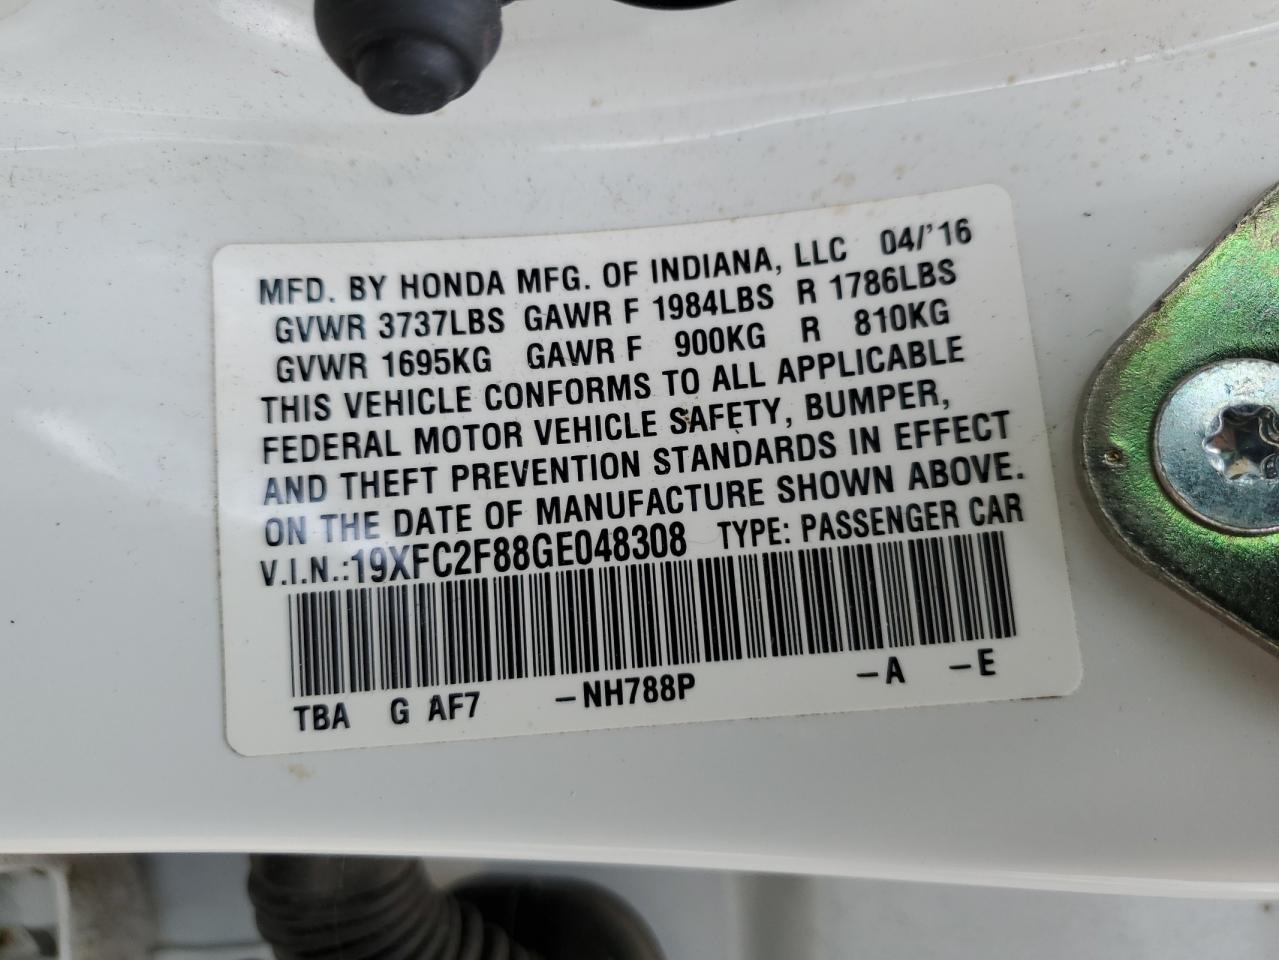 MFD. BY HONDA MFG. OF INDIANA, LLC 04/'16
GVWR 3737LBS GAWR F 1984LBS R 1786LBS
GVWR 1695KG GAWR F 900KG R 810KG
THIS VEHICLE CONFORMS TO ALL APPLICABLE
FEDERAL MOTOR VEHICLE SAFETY, BUMPER,
AND THEFT PREVENTION STANDARDS IN EFFECT
ON THE DATE OF MANUFACTURE SHOWN ABOVE.
V.I.N.:19XFC2F88GE048308 TYPE: PASSENGER CAR
TBA G AF7 –NH788P –A –E